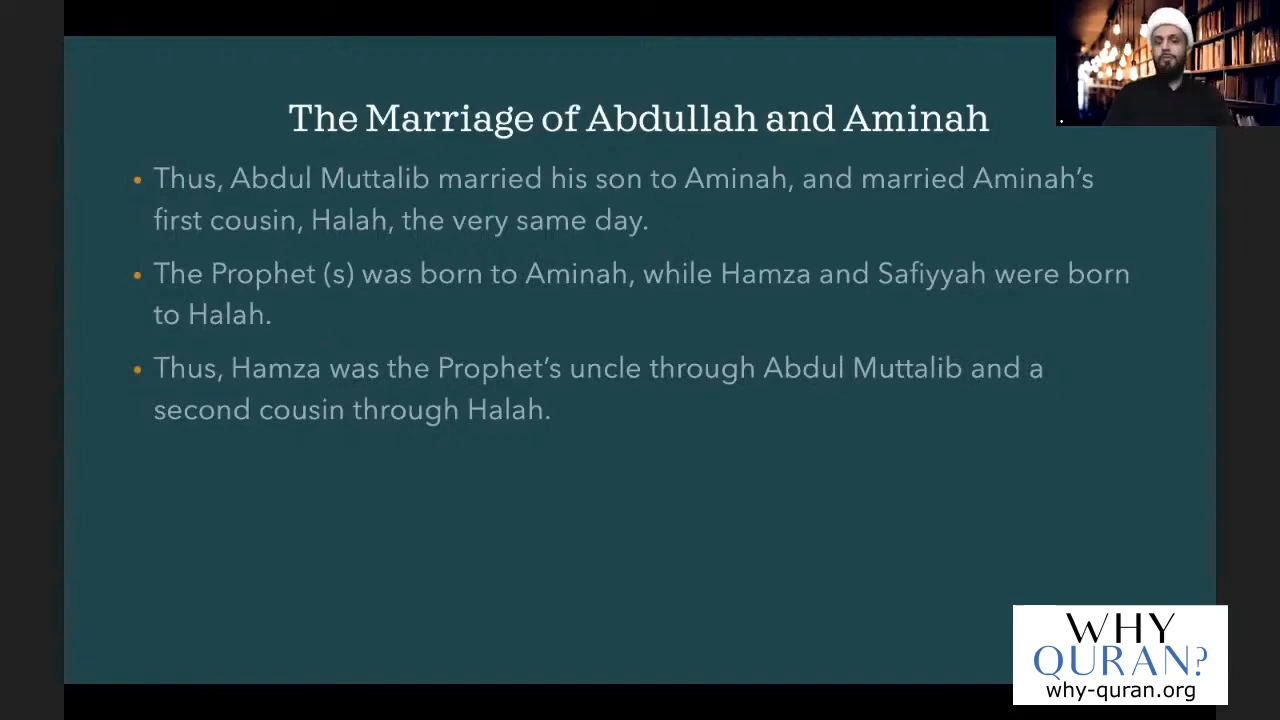 The Marriage of Abdullah and Aminah
• Thus, Abdul Muttalib married his son to Aminah, and married Aminah’s
first cousin, Halah, the very same day.
• The Prophet (s) was born to Aminah, while Hamza and Safiyyah were born
to Halah.
• Thus, Hamza was the Prophet’s uncle through Abdul Muttalib and a
second cousin through Halah.
WHY
QURAN?
why-quran.org